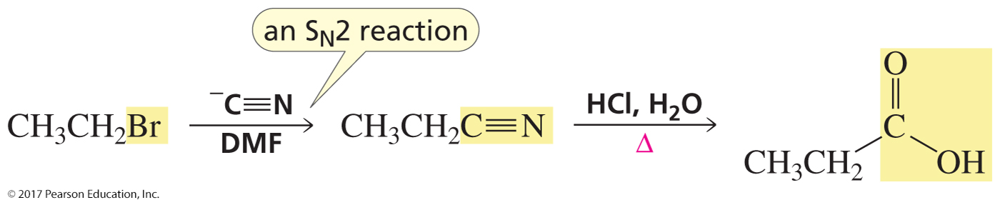 an SN2 reaction
⁻C≡N
DMF
CH₃CH₂Br
CH₃CH₂C≡N
HCl, H₂O
Δ
O
C
CH₃CH₂
OH
© 2017 Pearson Education, Inc.